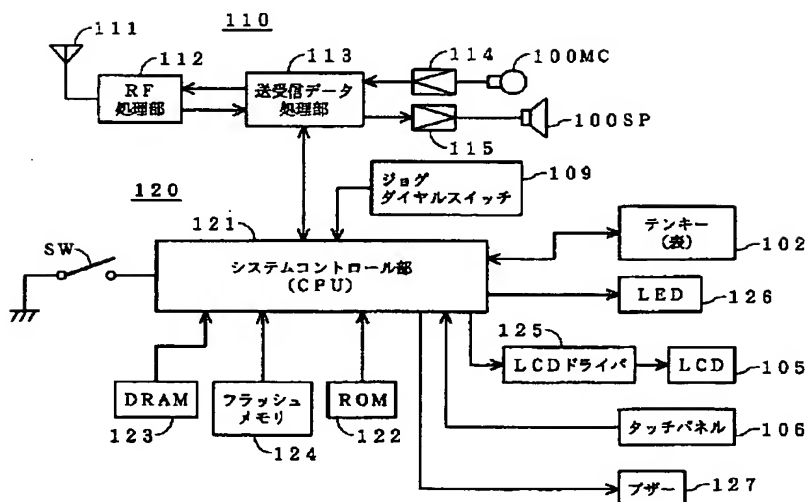 111
110
112
113
114
100MC
RF
処理部
送受信データ
処理部
115
100SP
120
ジョグ
ダイヤルスイッチ
109
SW
121
システムコントロール部
(CPU)
テンキー
(表)
102
LED
126
125
LCDドライバ
LCD
105
DRAM
123
フラッシュ
メモリ
124
ROM
122
タッチパネル
106
ブザー
127